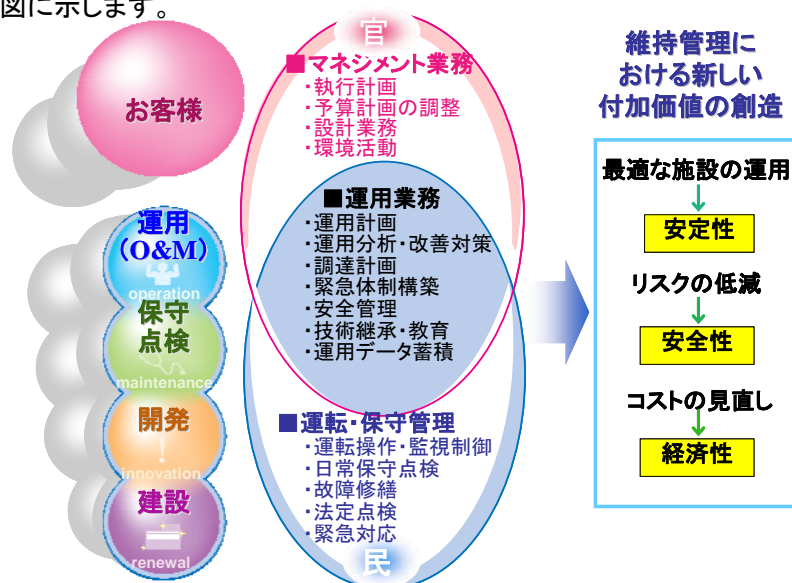 図に示します。
お客様
運用
(O&M)
operation
保守
点検
maintenance
開発
innovation
建設
renewal
官
■マネジメント業務
・執行計画
・予算計画の調整
・設計業務
・環境活動
■運用業務
・運用計画
・運用分析・改善対策
・調達計画
・緊急体制構築
・安全管理
・技術継承・教育
・運用データ蓄積
■運転・保守管理
・運転操作・監視制御
・日常保守点検
・故障修繕
・法定点検
・緊急対応
民
維持管理に
おける新しい
付加価値の創造
最適な施設の運用
↓
安定性
リスクの低減
↓
安全性
コストの見直し
↓
経済性